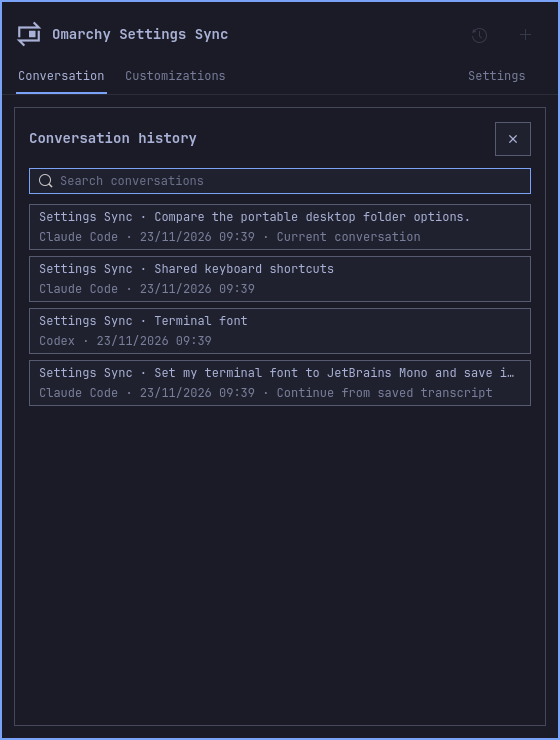 Omarchy Settings Sync
Conversation Customizations Settings
Conversation history
Search conversations
Settings Sync · Compare the portable desktop folder options.
Claude Code · 23/11/2026 09:39 · Current conversation
Settings Sync · Shared keyboard shortcuts
Claude Code · 23/11/2026 09:39
Settings Sync · Terminal font
Codex · 23/11/2026 09:39
Settings Sync · Set my terminal font to JetBrains Mono and save i…
Claude Code · 23/11/2026 09:39 · Continue from saved transcript